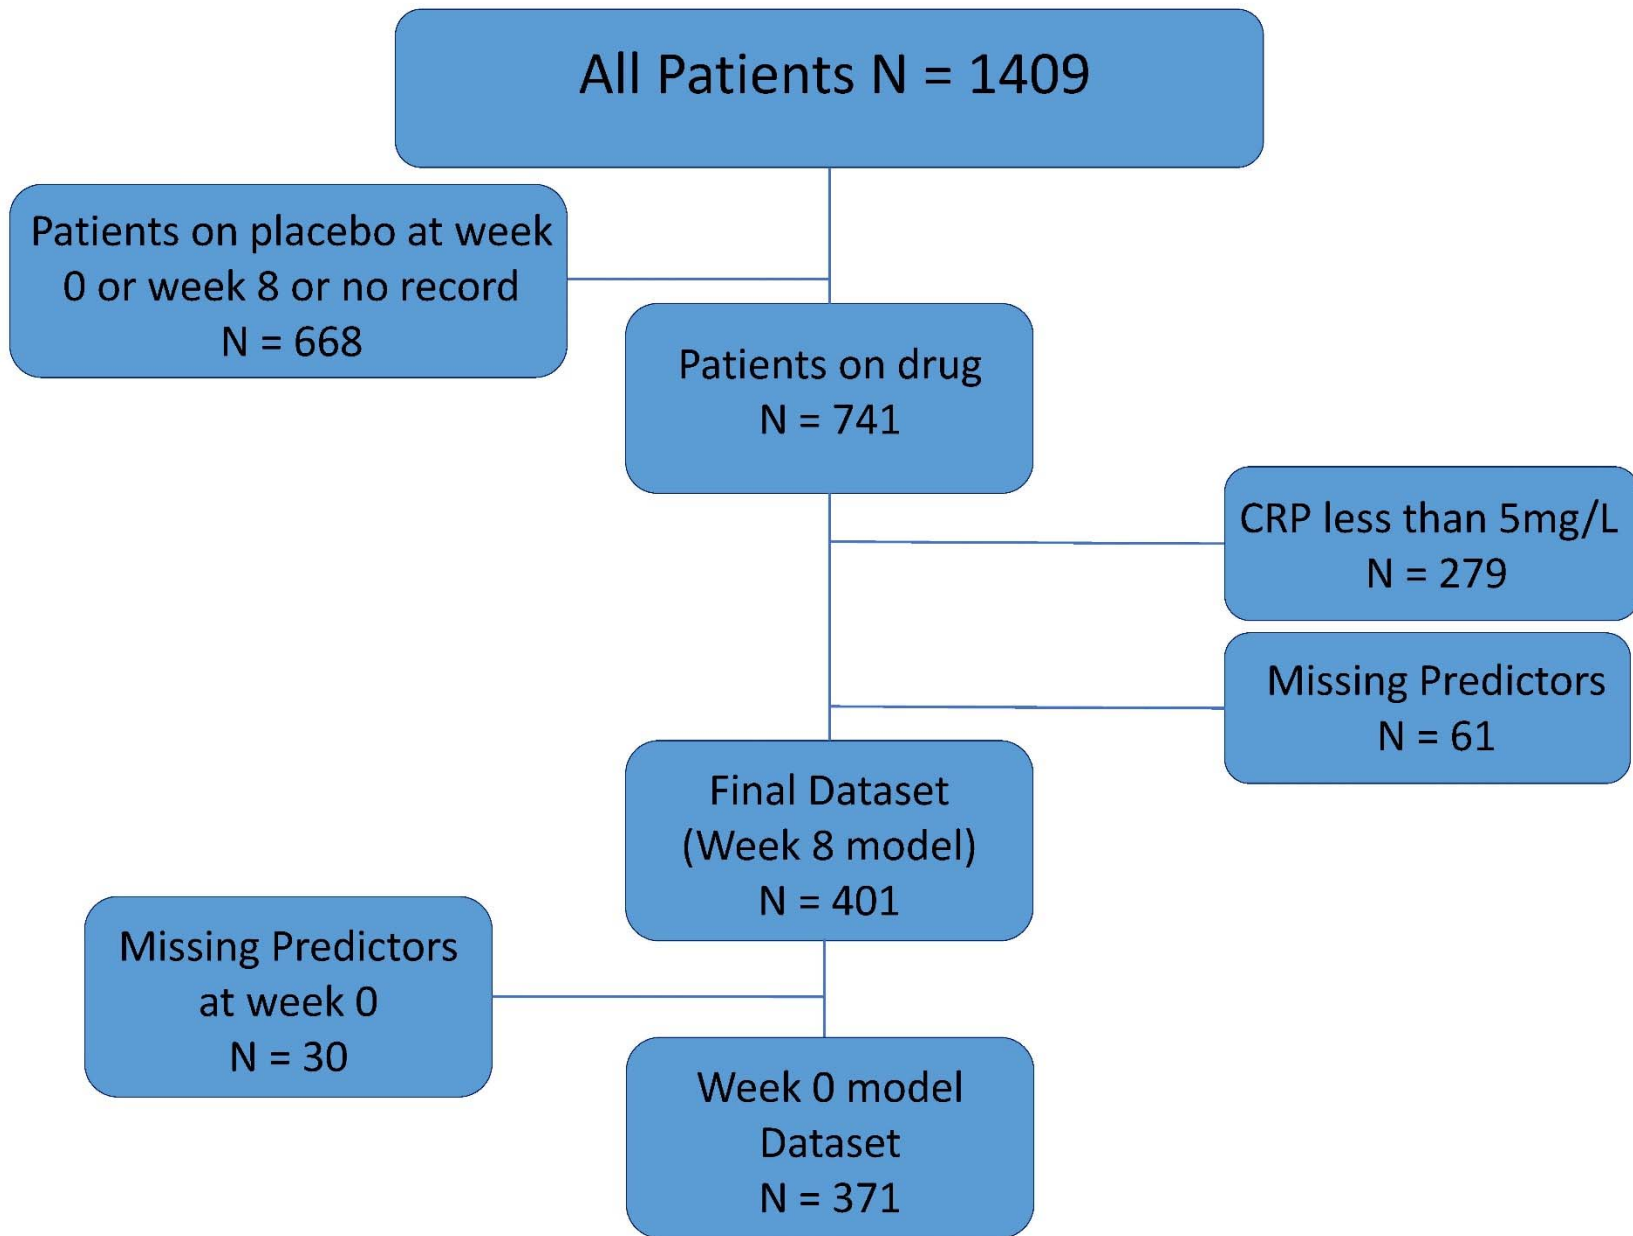 All Patients N = 1409
Patients on placebo at week
0 or week 8 or no record
N = 668
Patients on drug
N = 741
CRP less than 5mg/L
N = 279
Missing Predictors
N = 61
Final Dataset
(Week 8 model)
N = 401
Missing Predictors
at week 0
N = 30
Week 0 model
Dataset
N = 371